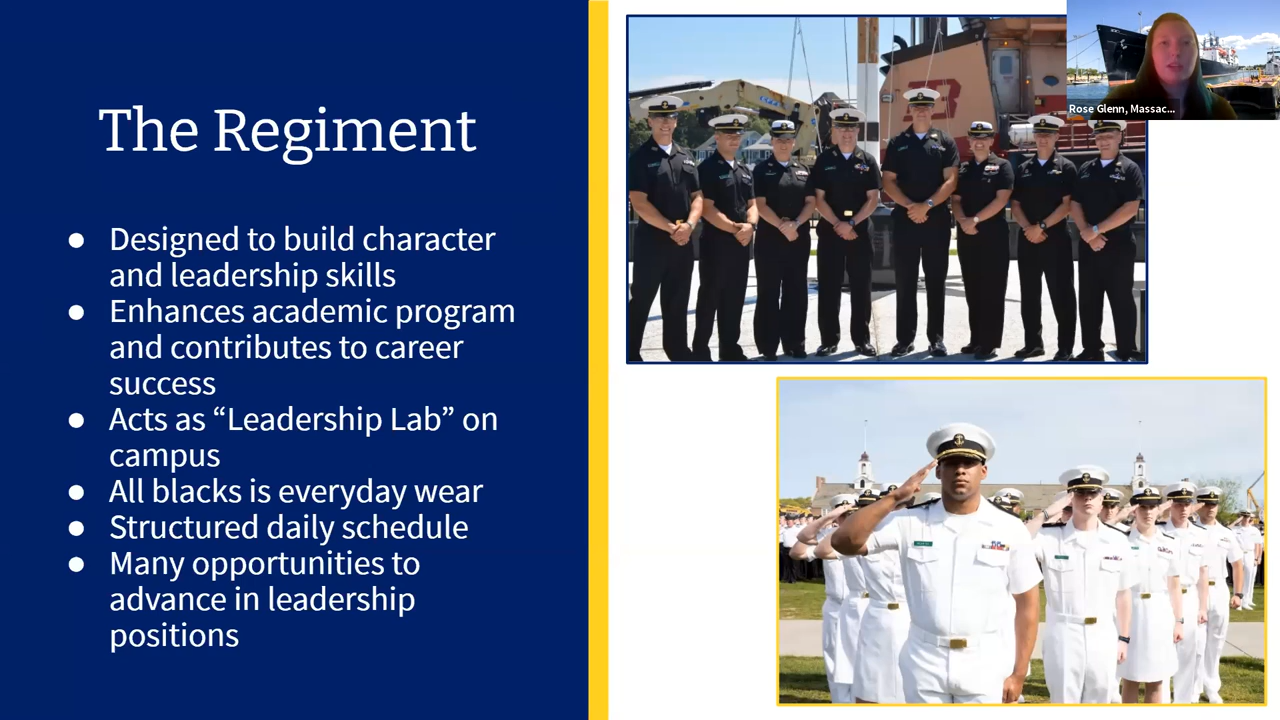 The Regiment
● Designed to build character
and leadership skills
● Enhances academic program
and contributes to career
success
● Acts as “Leadership Lab” on
campus
● All blacks is everyday wear
● Structured daily schedule
● Many opportunities to
advance in leadership
positions
Rose Glenn, Massac...